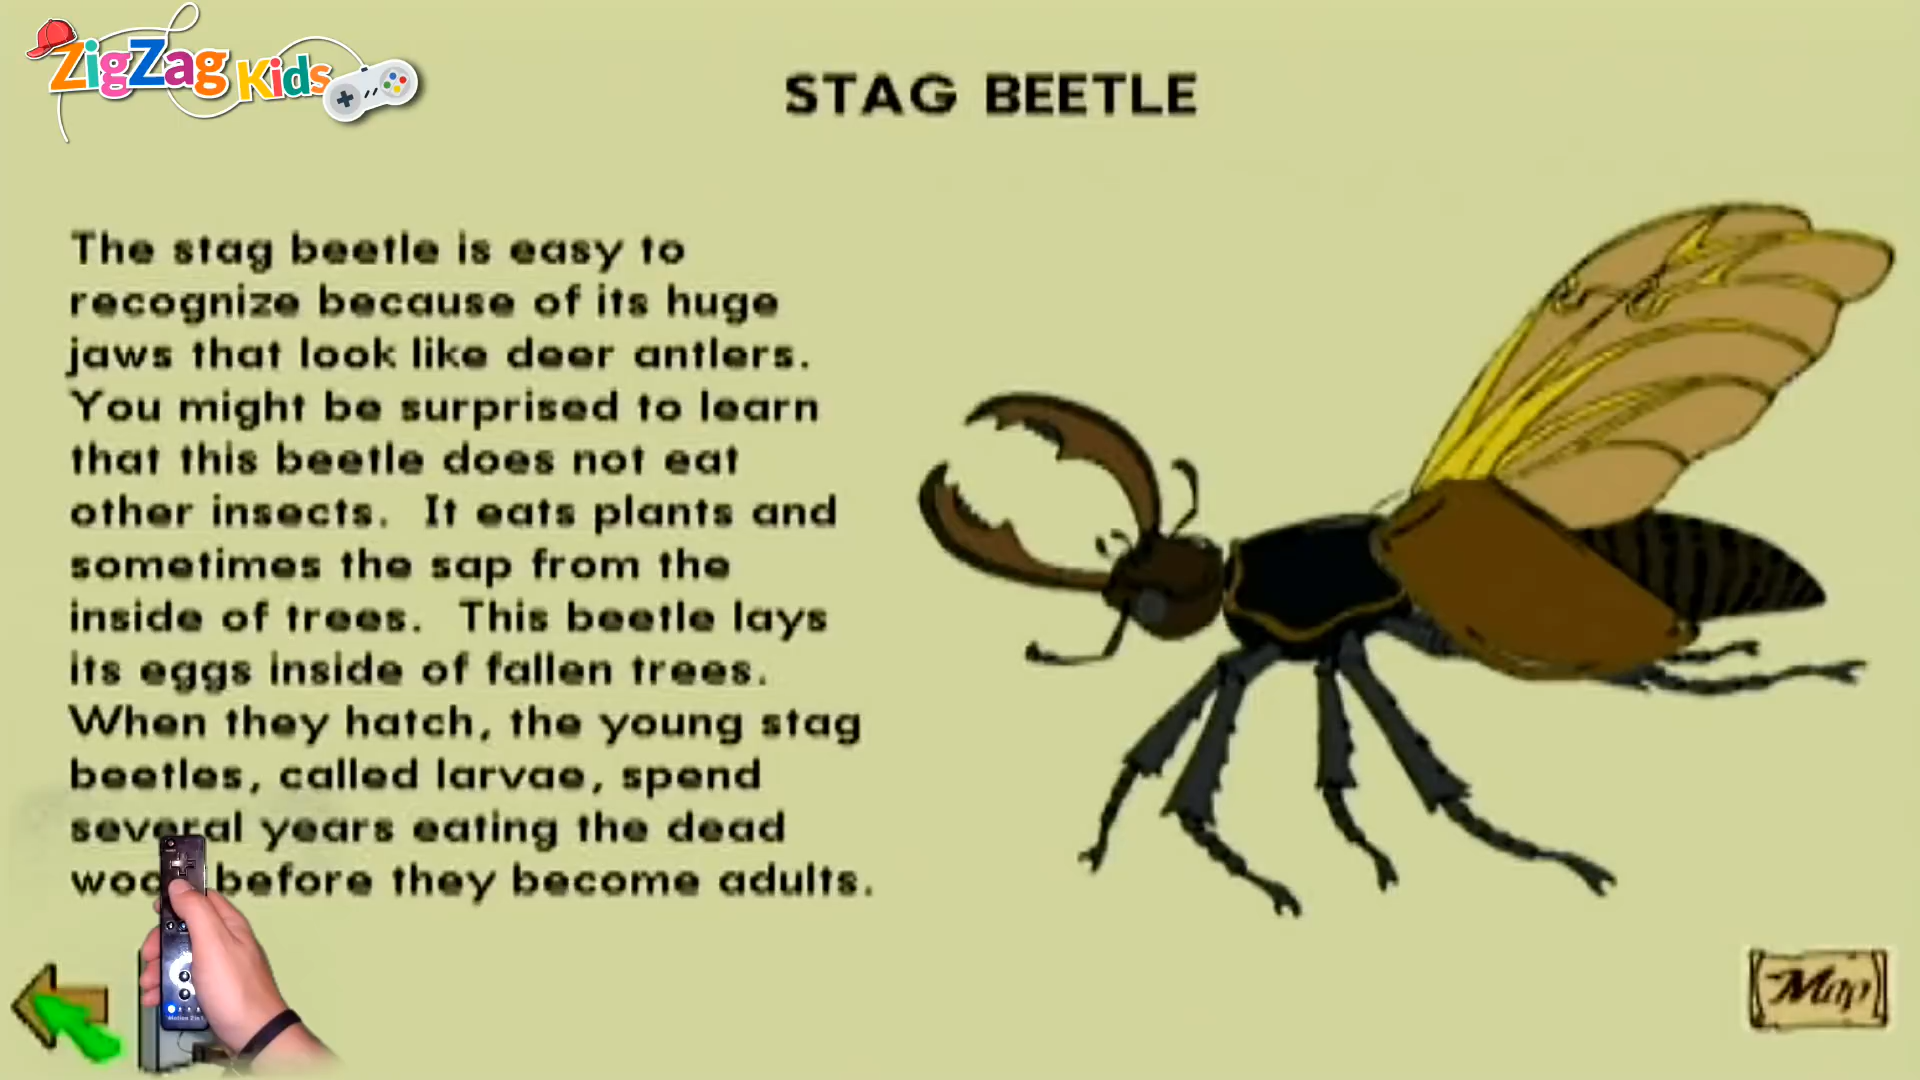 ZigZag Kids
STAG BEETLE
The stag beetle is easy to
recognize because of its huge
jaws that look like deer antlers.
You might be surprised to learn
that this beetle does not eat
other insects. It eats plants and
sometimes the sap from the
inside of trees. This beetle lays
its eggs inside of fallen trees.
When they hatch, the young stag
beetles, called larvae, spend
several years eating the dead
before they become adults.
Map